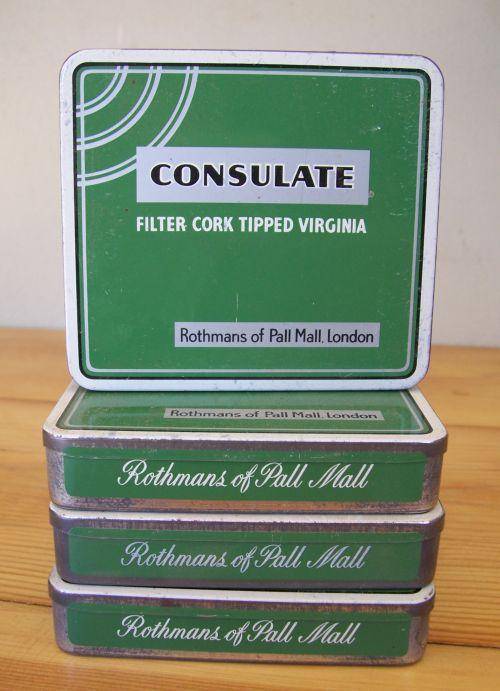 CONSULATE
FILTER CORK TIPPED VIRGINIA
Rothmans of Pall Mall, London
Rothmans of Pall Mall, London
Rothmans of Pall Mall
Rothmans of Pall Mall
Rothmans of Pall Mall